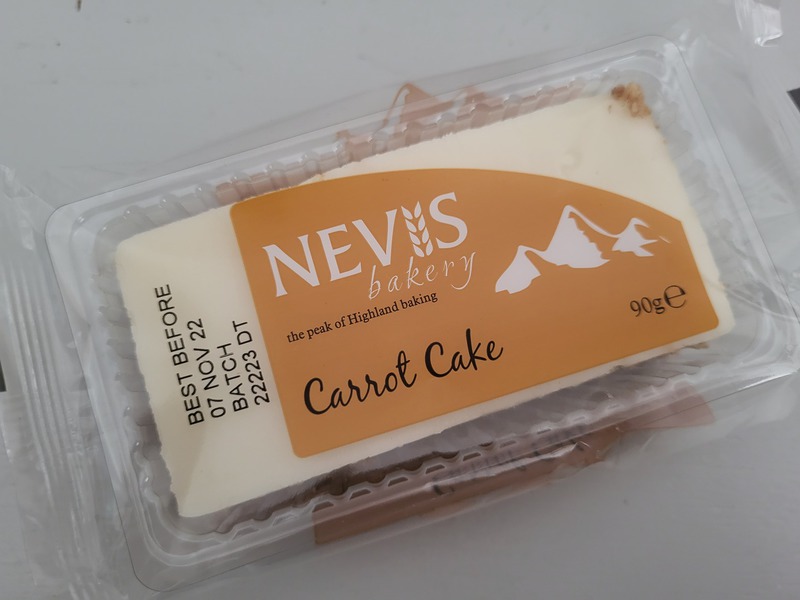 NEVIS
bakery
the peak of Highland baking
90g℮
Carrot Cake
BEST BEFORE
07 NOV 22
BATCH
22223 DT